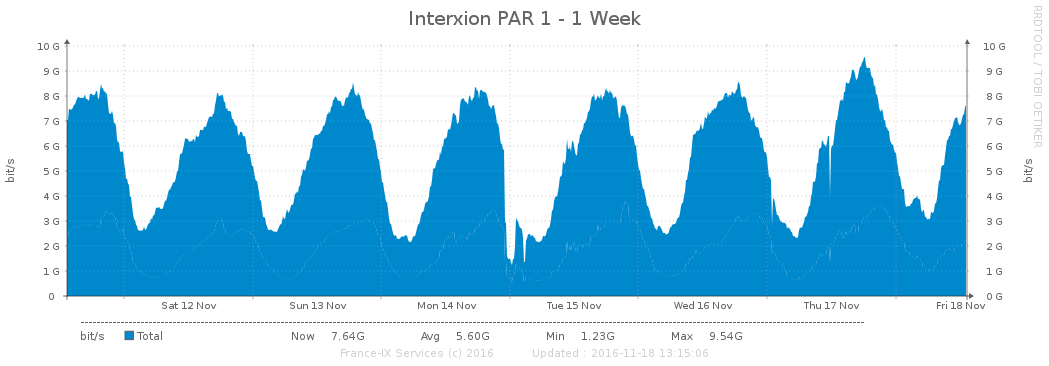 Interxion PAR 1 - 1 Week
RRDTOOL / TOBI OETIKER
bit/s
10 G 10 G
9 G 9 G
8 G 8 G
7 G 7 G
6 G 6 G
5 G 5 G
4 G 4 G
3 G 3 G
2 G 2 G
1 G 1 G
0 0 G
bit/s
Sat 12 Nov Sun 13 Nov Mon 14 Nov Tue 15 Nov Wed 16 Nov Thu 17 Nov Fri 18 Nov
bit/s Total Now 7.64G Avg 5.60G Min 1.23G Max 9.54G
France-IX Services (c) 2016 Updated : 2016-11-18 13:15:06